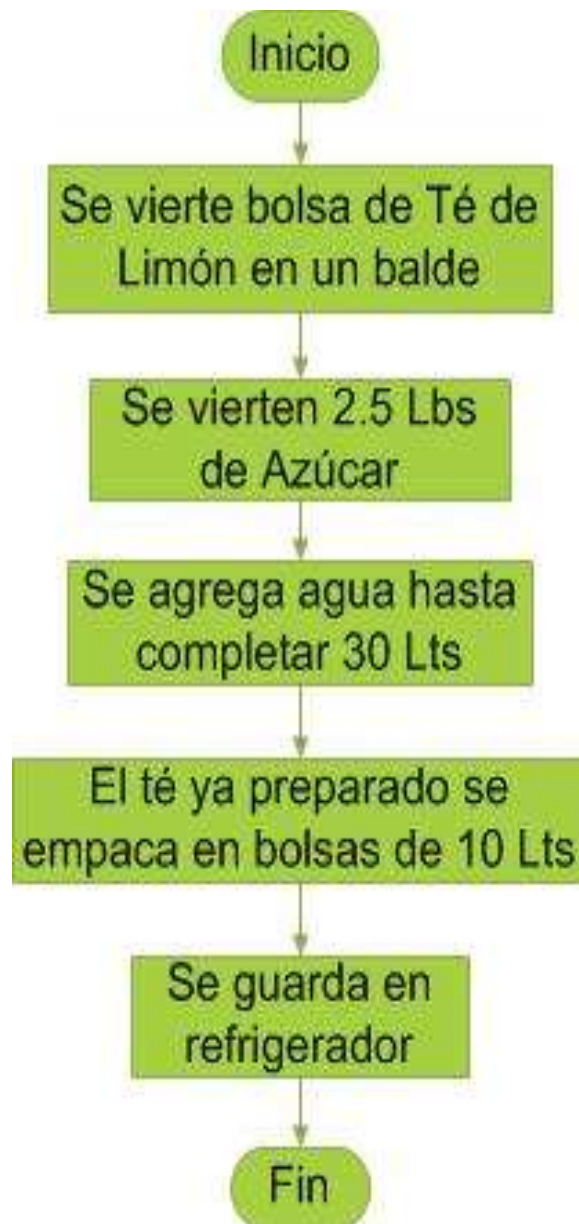 Inicio
Se vierte bolsa de Té de
Limón en un balde
Se vierten 2.5 Lbs
de Azúcar
Se agrega agua hasta
completar 30 Lts
El té ya preparado se
empaca en bolsas de 10 Lts
Se guarda en
refrigerador
Fin